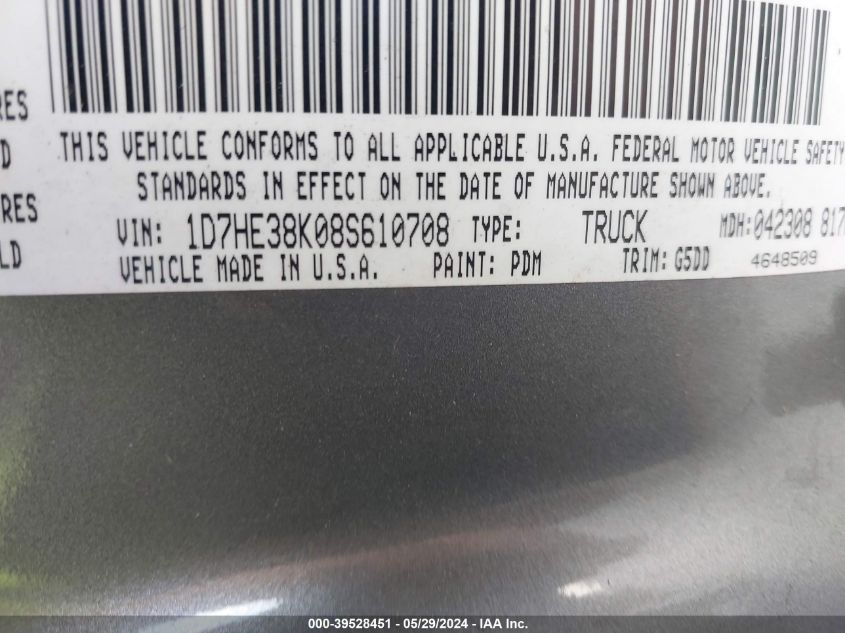 RES
THIS VEHICLE CONFORMS TO ALL APPLICABLE U.S.A. FEDERAL MOTOR VEHICLE SAFETY
D
STANDARDS IN EFFECT ON THE DATE OF MANUFACTURE SHOWN ABOVE.
RES
VIN: 1D7HE38K08S610708 TYPE: TRUCK MDH:042308 817
LD
VEHICLE MADE IN U.S.A. PAINT: PDM TRIM: G5DD 4648509
000-39528451 - 05/29/2024 - IAA Inc.